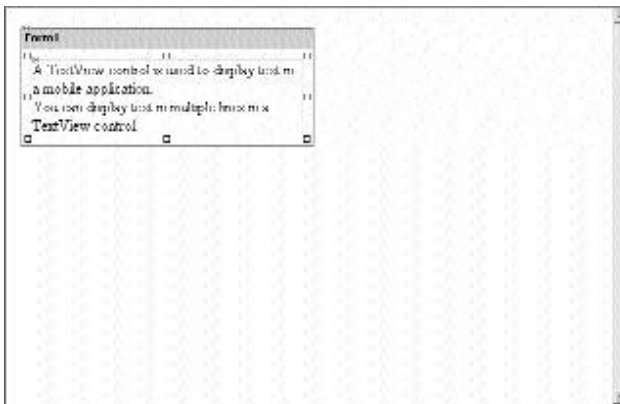 Form1
A TextView control is used to display text in
a mobile application.
You can display text in multiple lines in a
TextView control